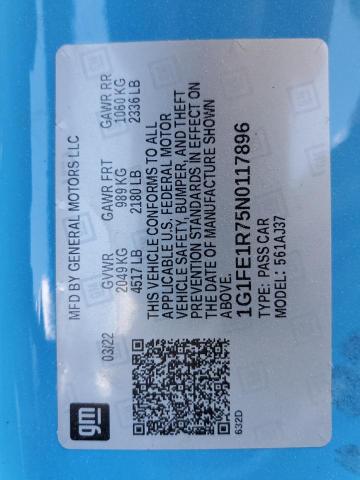 gm
MFD BY GENERAL MOTORS LLC
03/22 GVWR GAWR FRT GAWR RR
2049 KG 989 KG 1060 KG
4517 LB 2180 LB 2336 LB
THIS VEHICLE CONFORMS TO ALL
APPLICABLE U.S. FEDERAL MOTOR
VEHICLE SAFETY, BUMPER, AND THEFT
PREVENTION STANDARDS IN EFFECT ON
THE DATE OF MANUFACTURE SHOWN
ABOVE.
1G1FE1R75N0117896
TYPE: PASS CAR
MODEL: 561AJ37
632D